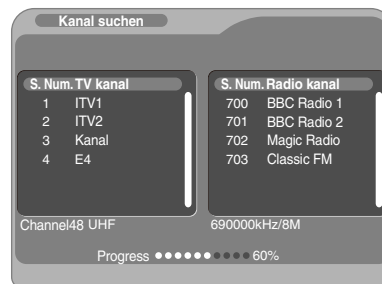 Kanal suchen
S. Num. TV kanal
1 ITV1
2 ITV2
3 Kanal
4 E4
S. Num. Radio kanal
700 BBC Radio 1
701 BBC Radio 2
702 Magic Radio
703 Classic FM
Channel48 UHF
690000kHz/8M
Progress 60%